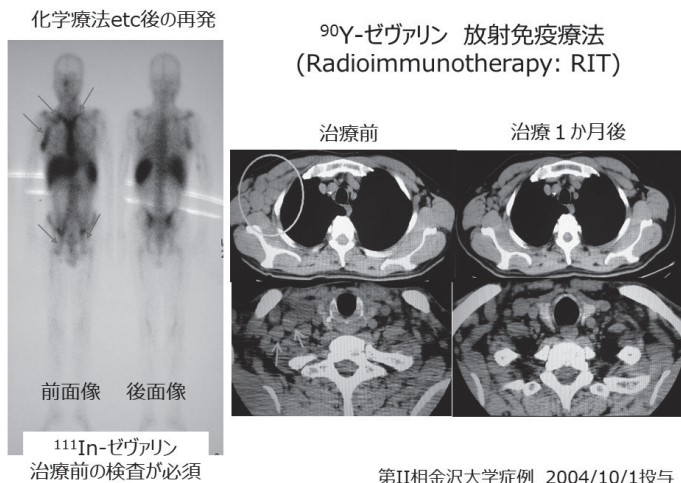 化学療法etc後の再発
前面像 後面像
¹¹¹In-ゼヴァリン
治療前の検査が必須
⁹⁰Y-ゼヴァリン 放射免疫療法
(Radioimmunotherapy: RIT)
治療前
治療１か月後
第II相金沢大学症例 2004/10/1投与